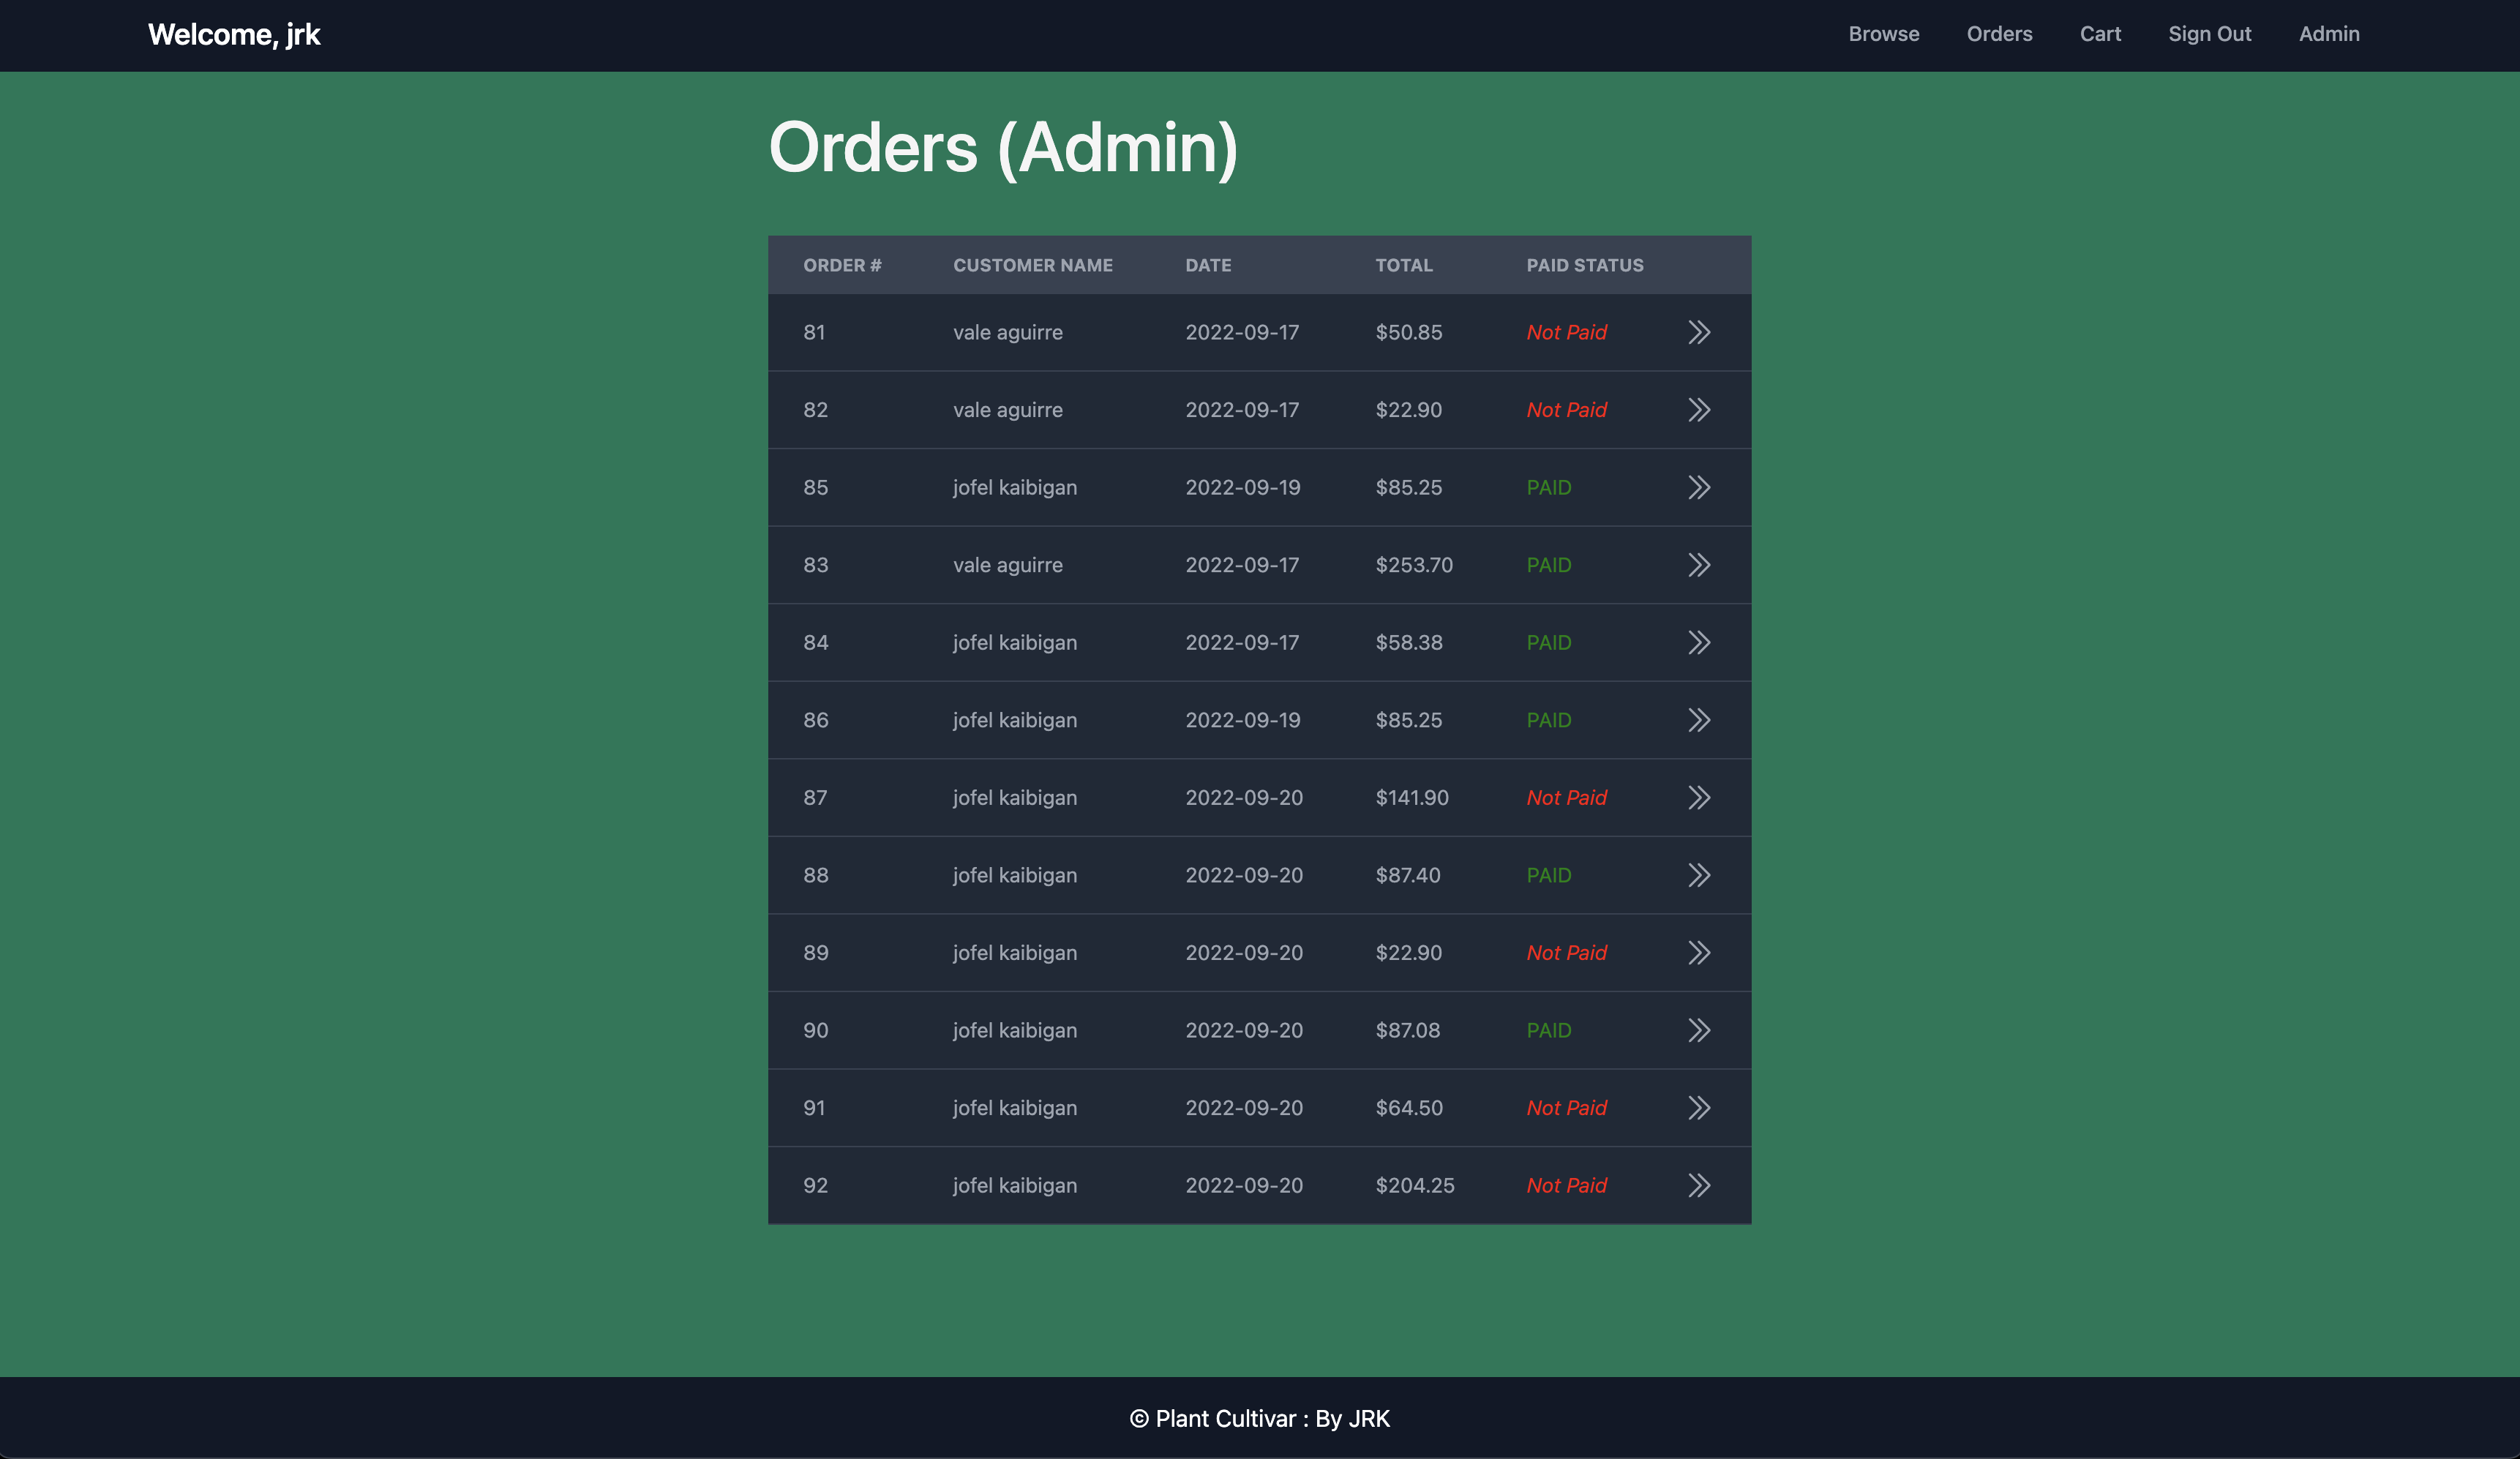 Welcome, jrk Browse Orders Cart Sign Out Admin
Orders (Admin)
ORDER # CUSTOMER NAME DATE TOTAL PAID STATUS
81 vale aguirre 2022-09-17 $50.85 Not Paid
82 vale aguirre 2022-09-17 $22.90 Not Paid
85 jofel kaibigan 2022-09-19 $85.25 PAID
83 vale aguirre 2022-09-17 $253.70 PAID
84 jofel kaibigan 2022-09-17 $58.38 PAID
86 jofel kaibigan 2022-09-19 $85.25 PAID
87 jofel kaibigan 2022-09-20 $141.90 Not Paid
88 jofel kaibigan 2022-09-20 $87.40 PAID
89 jofel kaibigan 2022-09-20 $22.90 Not Paid
90 jofel kaibigan 2022-09-20 $87.08 PAID
91 jofel kaibigan 2022-09-20 $64.50 Not Paid
92 jofel kaibigan 2022-09-20 $204.25 Not Paid
© Plant Cultivar : By JRK